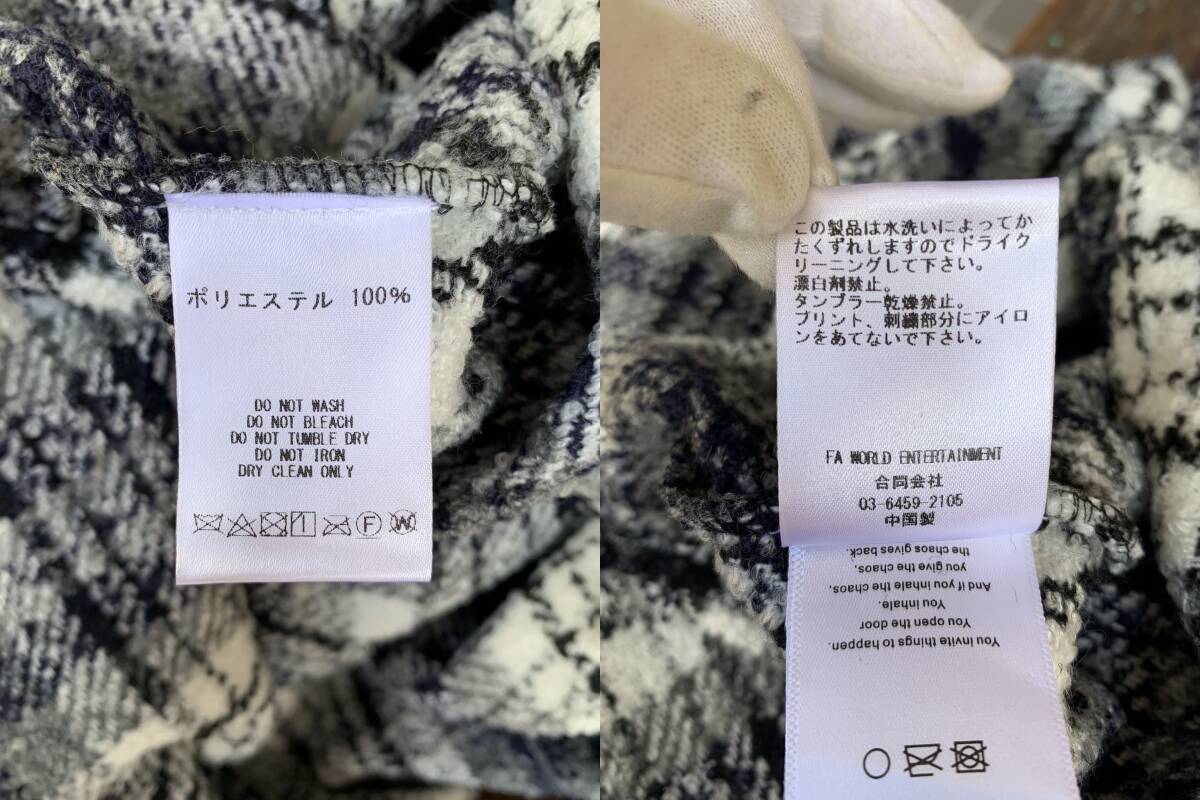 ポリエステル 100%
DO NOT WASH
DO NOT BLEACH
DO NOT TUMBLE DRY
DO NOT IRON
DRY CLEAN ONLY
F W
この製品は水洗いによってか
たくずれしますのでドライク
リーニングして下さい。
漂白剤禁止。
タンブラー乾燥禁止。
プリント、刺繍部分にアイロ
ンをあてないで下さい。
FA WORLD ENTERTAINMENT
合同会社
03-6459-2105
中国製
You invite things to happen.
You open the door
You inhale.
And if you inhale the chaos.
you give the chaos,
the chaos gives back.